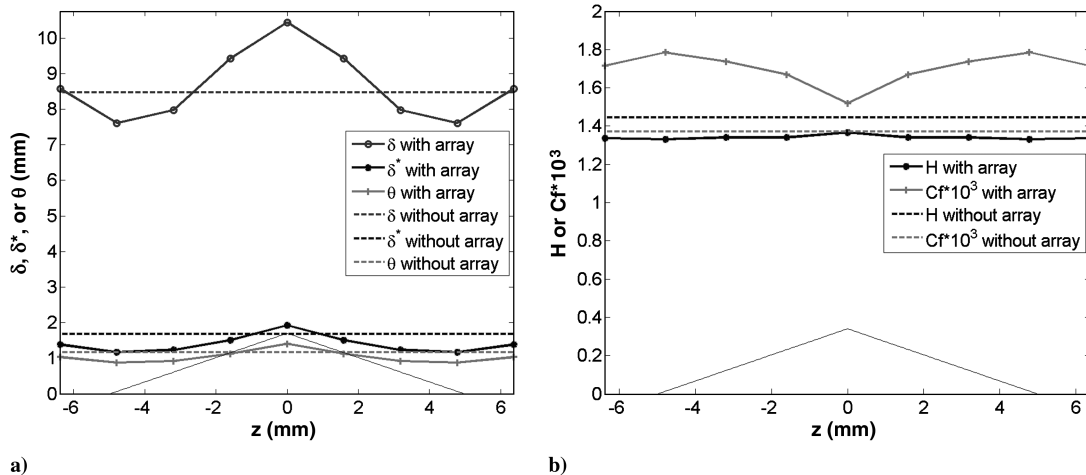 10
9
8
7
6
5
4
3
2
1
0
-6
-4
-2
0
2
4
6
δ, δ*, or θ (mm)
z (mm)
δ with array
δ* with array
θ with array
δ without array
δ* without array
θ without array
a)
2
1.8
1.6
1.4
1.2
1
0.8
0.6
0.4
0.2
0
-6
-4
-2
0
2
4
6
H or Cf*10³
z (mm)
H with array
Cf*10³ with array
H without array
Cf*10³ without array
b)